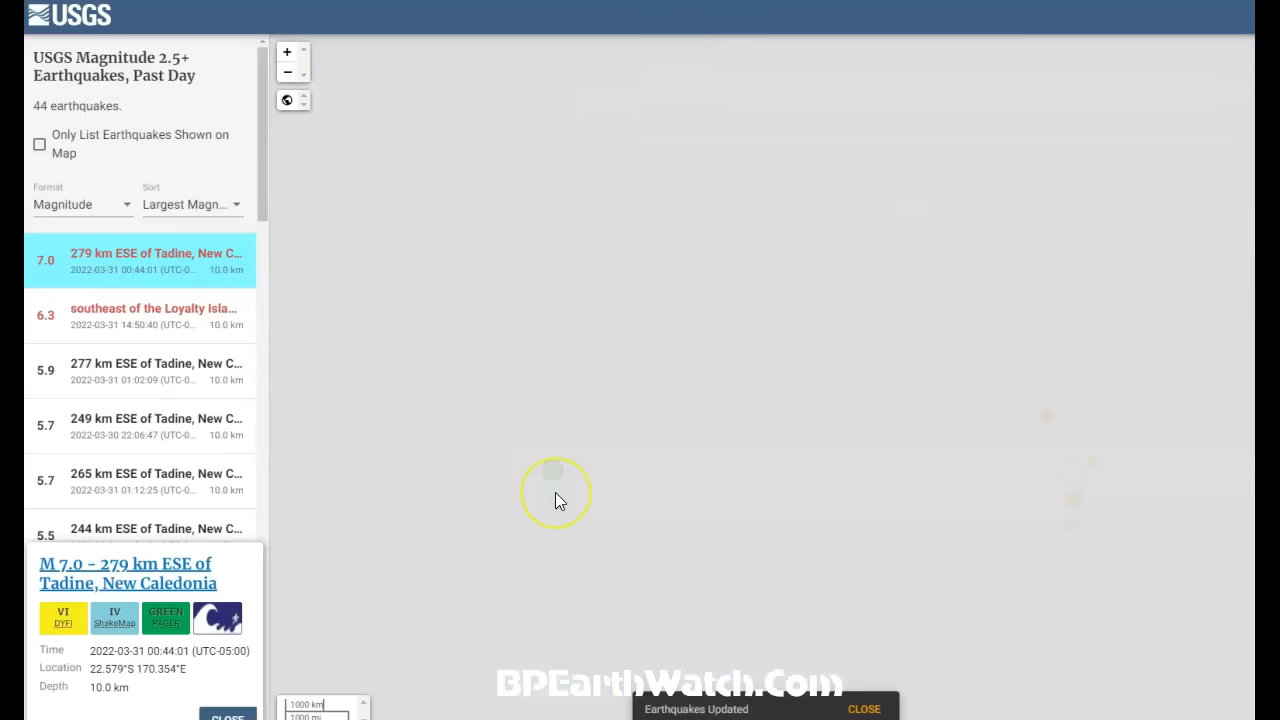 USGS
USGS Magnitude 2.5+
Earthquakes, Past Day
44 earthquakes.
Only List Earthquakes Shown on
Map
Format
Magnitude
Sort
Largest Magn...
7.0
279 km ESE of Tadine, New C...
2022-03-31 00:44:01 (UTC-0... 10.0 km
6.3
southeast of the Loyalty Isla...
2022-03-31 14:50:40 (UTC-0... 10.0 km
5.9
277 km ESE of Tadine, New C...
2022-03-31 01:02:09 (UTC-0... 10.0 km
5.7
249 km ESE of Tadine, New C...
2022-03-30 22:06:47 (UTC-0... 10.0 km
5.7
265 km ESE of Tadine, New C...
2022-03-31 01:12:25 (UTC-0... 10.0 km
5.5
244 km ESE of Tadine, New C...
M 7.0 - 279 km ESE of
Tadine, New Caledonia
VI
DYFI
IV
ShakeMap
GREEN
PAGER
Time 2022-03-31 00:44:01 (UTC-05:00)
Location 22.579°S 170.354°E
Depth 10.0 km
CLOSE
+
−
1000 km
1000 mi
BPEarthWatch.Com
Earthquakes Updated CLOSE